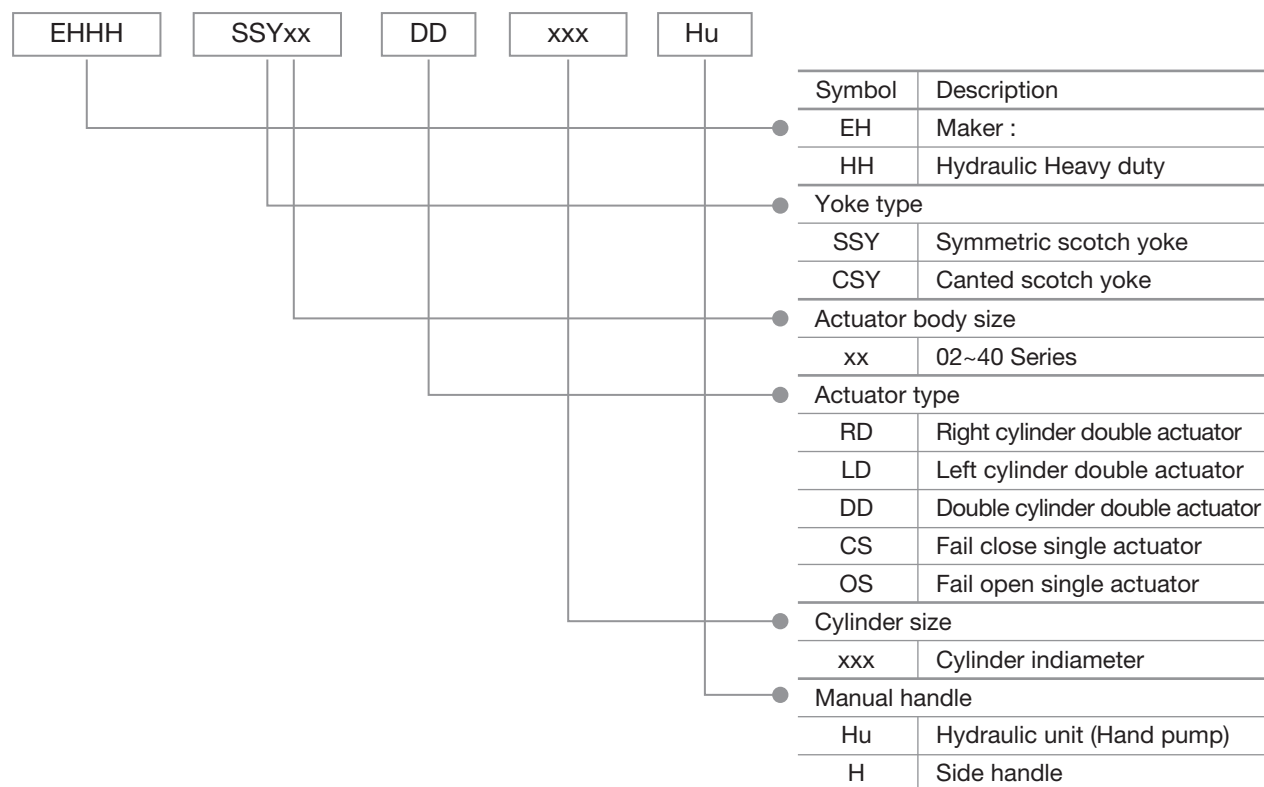 EHHH SSYxx DD xxx Hu
Symbol Description
EH Maker :
HH Hydraulic Heavy duty
Yoke type
SSY Symmetric scotch yoke
CSY Canted scotch yoke
Actuator body size
xx 02~40 Series
Actuator type
RD Right cylinder double actuator
LD Left cylinder double actuator
DD Double cylinder double actuator
CS Fail close single actuator
OS Fail open single actuator
Cylinder size
xxx Cylinder indiameter
Manual handle
Hu Hydraulic unit (Hand pump)
H Side handle